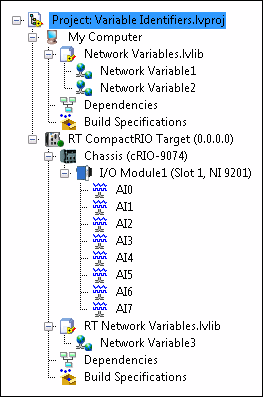 Project: Variable Identifiers.lvproj
My Computer
Network Variables.lvlib
Network Variable1
Network Variable2
Dependencies
Build Specifications
RT CompactRIO Target (0.0.0.0)
Chassis (cRIO-9074)
I/O Module1 (Slot 1, NI 9201)
AI0
AI1
AI2
AI3
AI4
AI5
AI6
AI7
RT Network Variables.lvlib
Network Variable3
Dependencies
Build Specifications